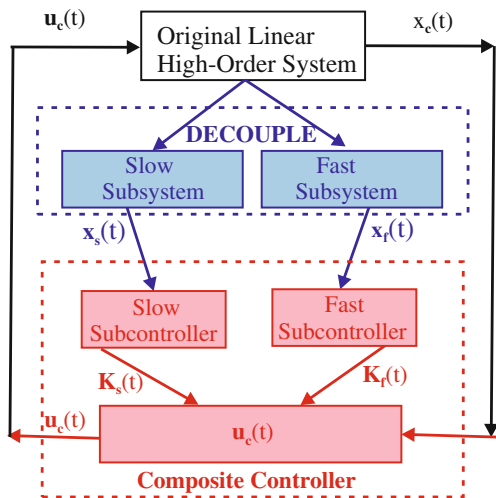 u_c(t)
Original Linear
High-Order System
x_c(t)
DECOUPLE
Slow
Subsystem
Fast
Subsystem
x_s(t)
x_f(t)
Slow
Subcontroller
Fast
Subcontroller
K_s(t)
K_f(t)
u_c(t)
u_c(t)
Composite Controller